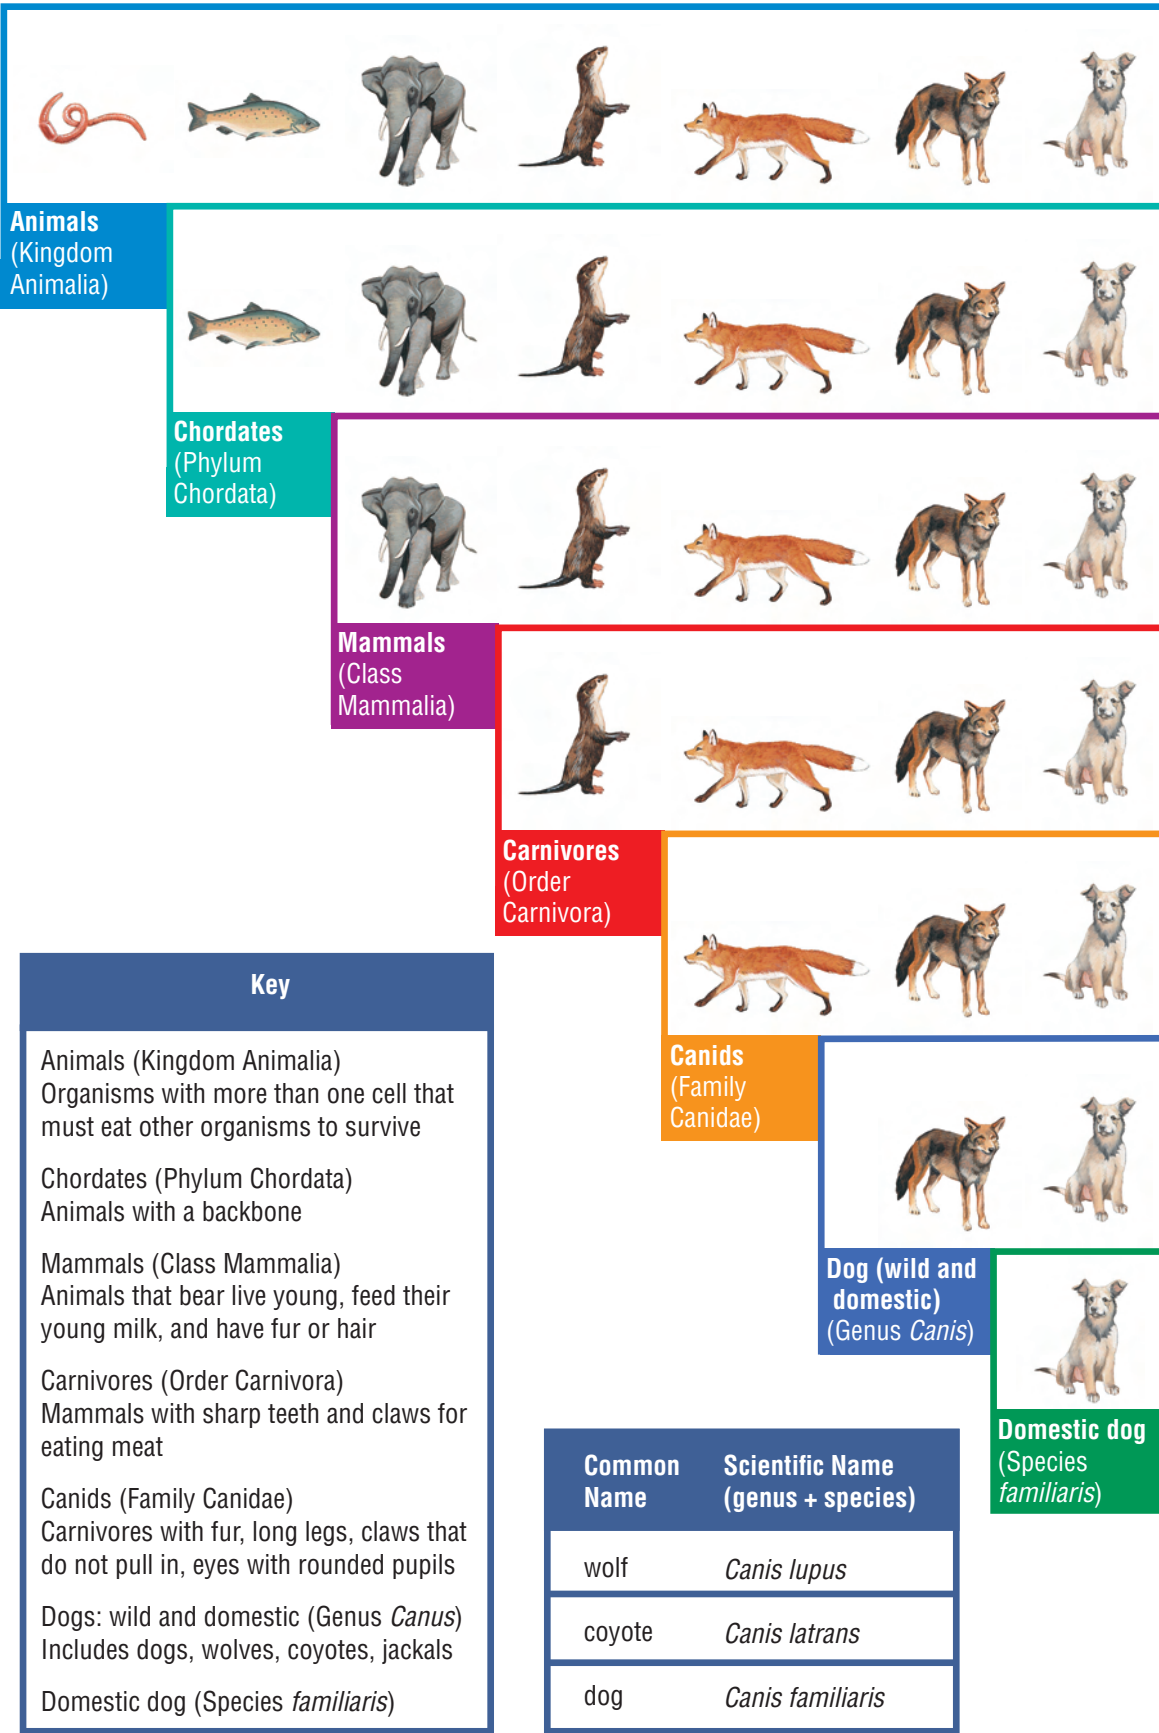 Animals
(Kingdom
Animalia)
Chordates
(Phylum
Chordata)
Mammals
(Class
Mammalia)
Carnivores
(Order
Carnivora)
Canids
(Family
Canidae)
Dog (wild and
domestic)
(Genus Canis)
Domestic dog
(Species
familiaris)
Key
Animals (Kingdom Animalia)
Organisms with more than one cell that
must eat other organisms to survive
Chordates (Phylum Chordata)
Animals with a backbone
Mammals (Class Mammalia)
Animals that bear live young, feed their
young milk, and have fur or hair
Carnivores (Order Carnivora)
Mammals with sharp teeth and claws for
eating meat
Canids (Family Canidae)
Carnivores with fur, long legs, claws that
do not pull in, eyes with rounded pupils
Dogs: wild and domestic (Genus Canus)
Includes dogs, wolves, coyotes, jackals
Domestic dog (Species familiaris)
Common Name Scientific Name (genus + species)
wolf Canis lupus
coyote Canis latrans
dog Canis familiaris